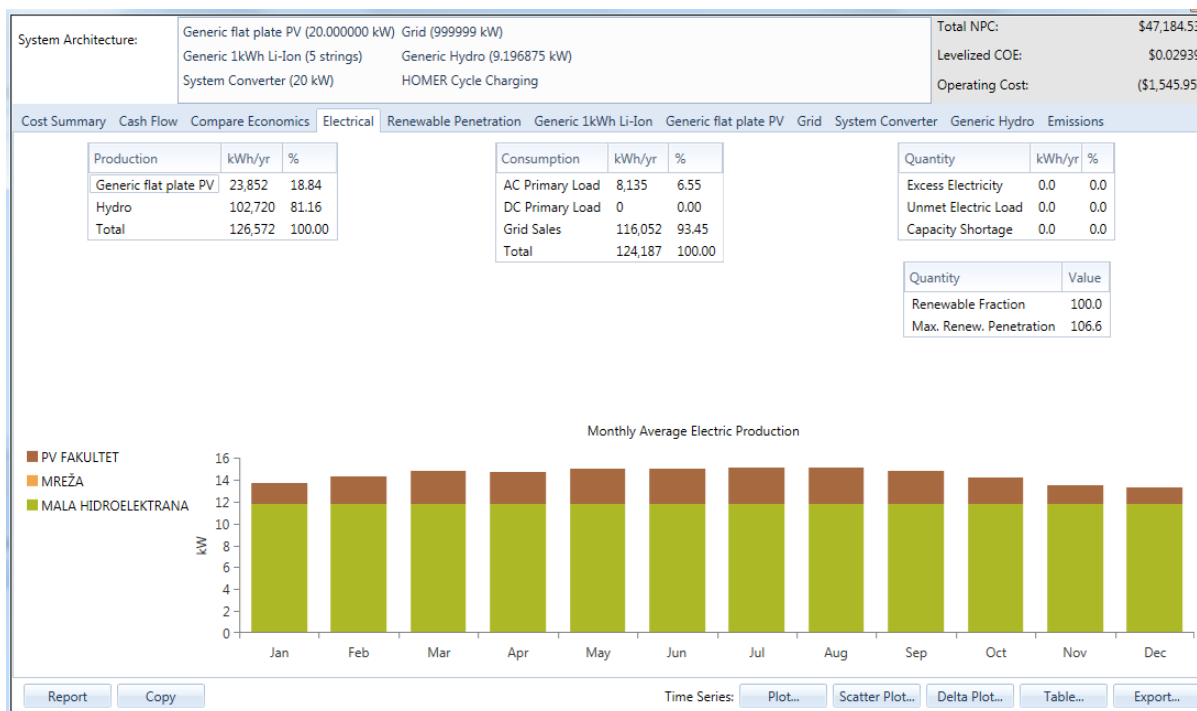 System Architecture:
Generic flat plate PV (20.000000 kW) Grid (999999 kW)
Generic 1kWh Li-Ion (5 strings) Generic Hydro (9.196875 kW)
System Converter (20 kW) HOMER Cycle Charging
Total NPC: $47,184.53
Levelized COE: $0.02939
Operating Cost: ($1,545.95
Cost Summary Cash Flow Compare Economics Electrical Renewable Penetration Generic 1kWh Li-Ion Generic flat plate PV Grid System Converter Generic Hydro Emissions
Production kWh/yr %
Generic flat plate PV 23,852 18.84
Hydro 102,720 81.16
Total 126,572 100.00
Consumption kWh/yr %
AC Primary Load 8,135 6.55
DC Primary Load 0 0.00
Grid Sales 116,052 93.45
Total 124,187 100.00
Quantity kWh/yr %
Excess Electricity 0.0 0.0
Unmet Electric Load 0.0 0.0
Capacity Shortage 0.0 0.0
Quantity Value
Renewable Fraction 100.0
Max. Renew. Penetration 106.6
Monthly Average Electric Production
PV FAKULTET
MREŽA
MALA HIDROELEKTRANA
kW
16
14
12
10
8
6
4
2
0
Jan Feb Mar Apr May Jun Jul Aug Sep Oct Nov Dec
Report Copy Time Series: Plot... Scatter Plot... Delta Plot... Table... Export...